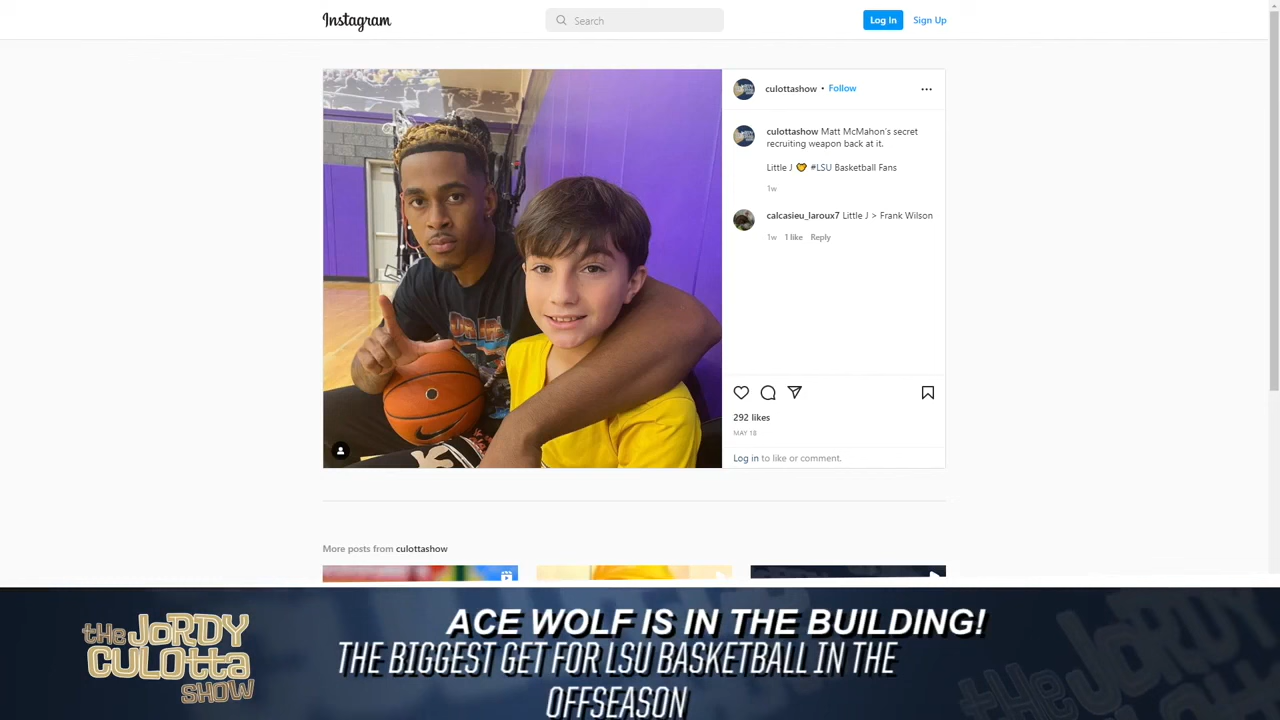 Instagram
Search
Log In
Sign Up
culottashow • Follow
culottashow Matt McMahon's secret
recruiting weapon back at it.
Little J 🐯 #LSU Basketball Fans
1w
calcasieu_laroux7 Little J > Frank Wilson
1w 1 like Reply
292 likes
MAY 18
Log in to like or comment.
More posts from culottashow
THE JORDY
CULOTTA
SHOW
ACE WOLF IS IN THE BUILDING!
THE BIGGEST GET FOR LSU BASKETBALL IN THE
OFFSEASON